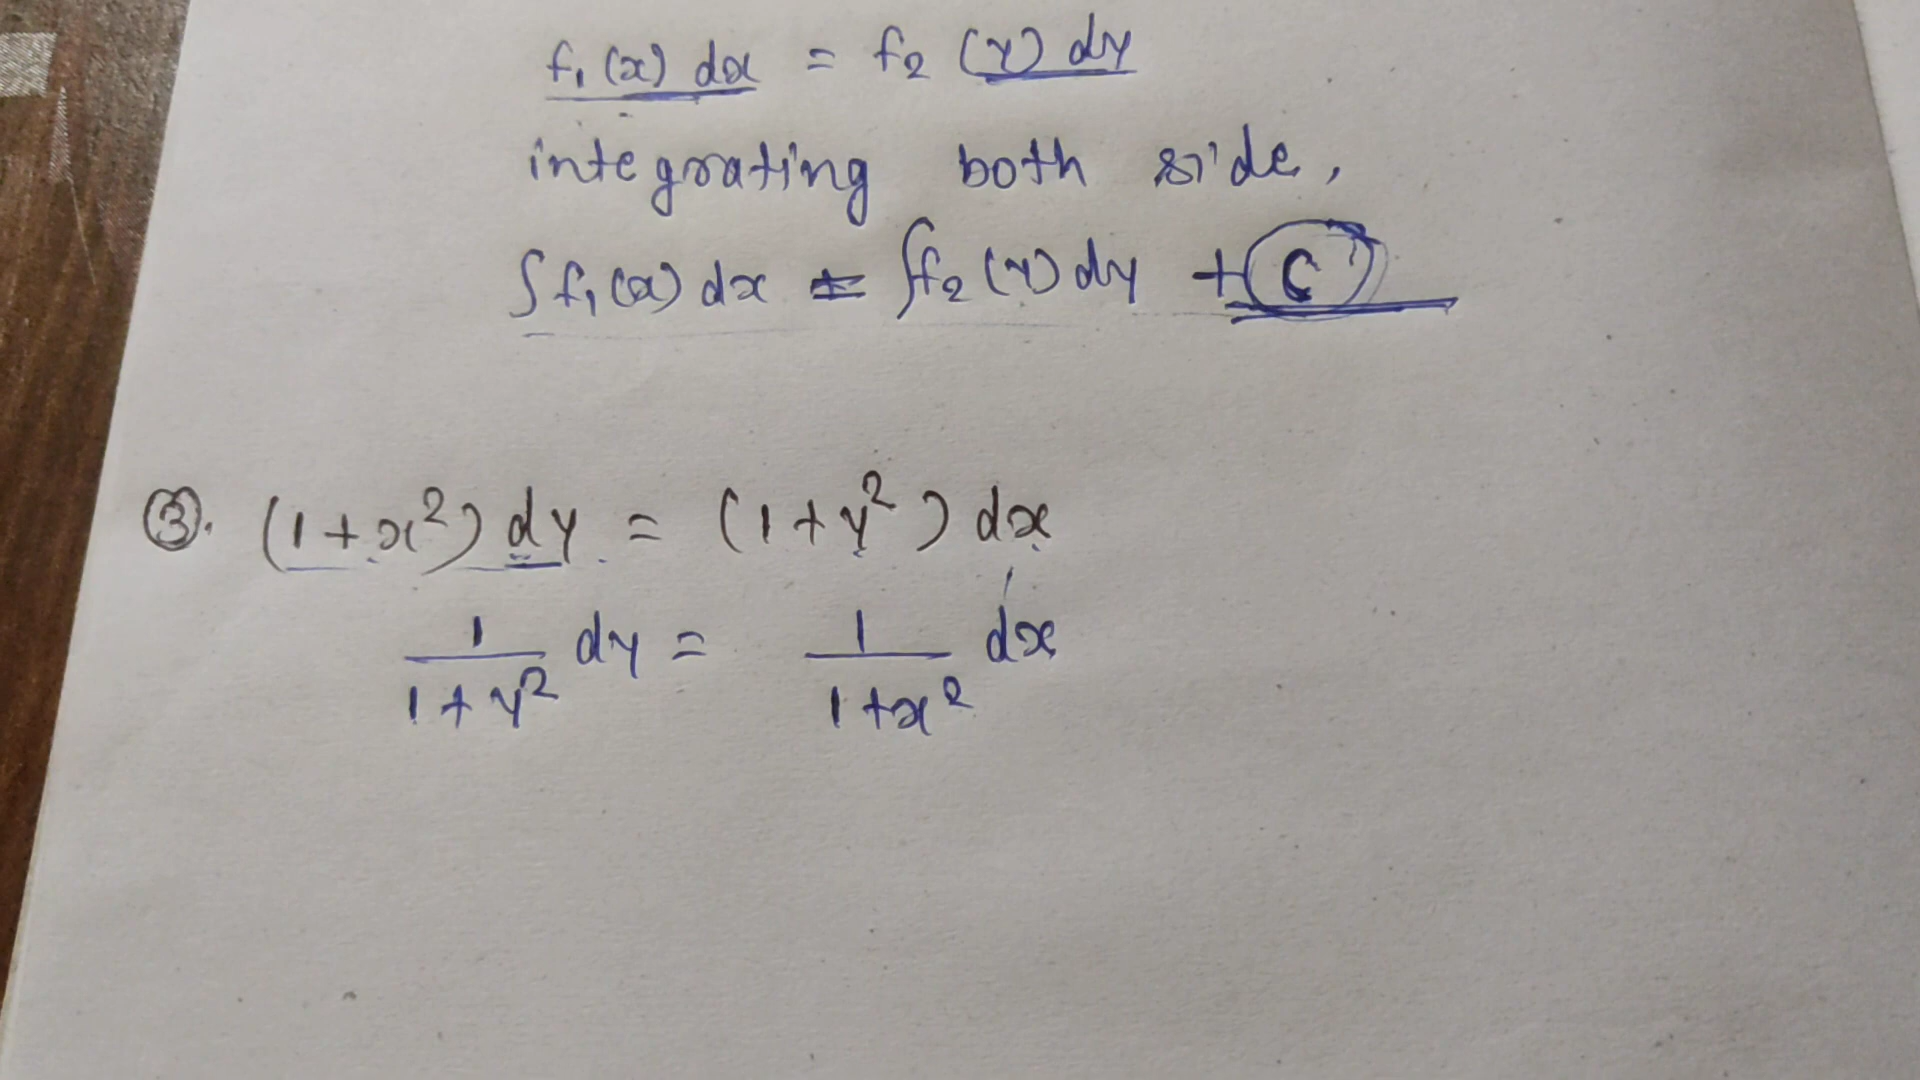 f₁ (x) dx = f₂ (y) dy
integrating both side,
∫ f₁ (x) dx = ∫f₂ (y) dy + C
③. (1+x²) dy = (1+y²) dx
1/(1+y²) dy = 1/(1+x²) dx